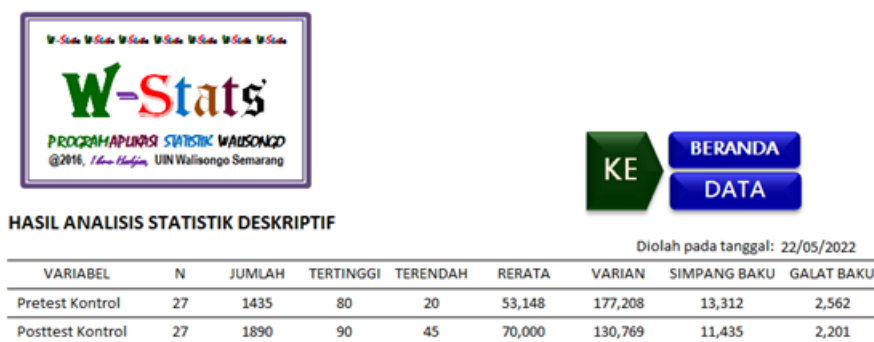 W-Stats W-Stats W-Stats W-Stats W-Stats W-Stats W-Stats
W-Stats
PROGRAM APLIKASI STATISTIK WALISONGO
@2016, UIN Walisongo Semarang
KE
BERANDA
DATA
HASIL ANALISIS STATISTIK DESKRIPTIF
Diolah pada tanggal: 22/05/2022
VARIABEL N JUMLAH TERTINGGI TERENDAH RERATA VARIAN SIMPANG BAKU GALAT BAKU
Pretest Kontrol 27 1435 80 20 53,148 177,208 13,312 2,562
Posttest Kontrol 27 1890 90 45 70,000 130,769 11,435 2,201